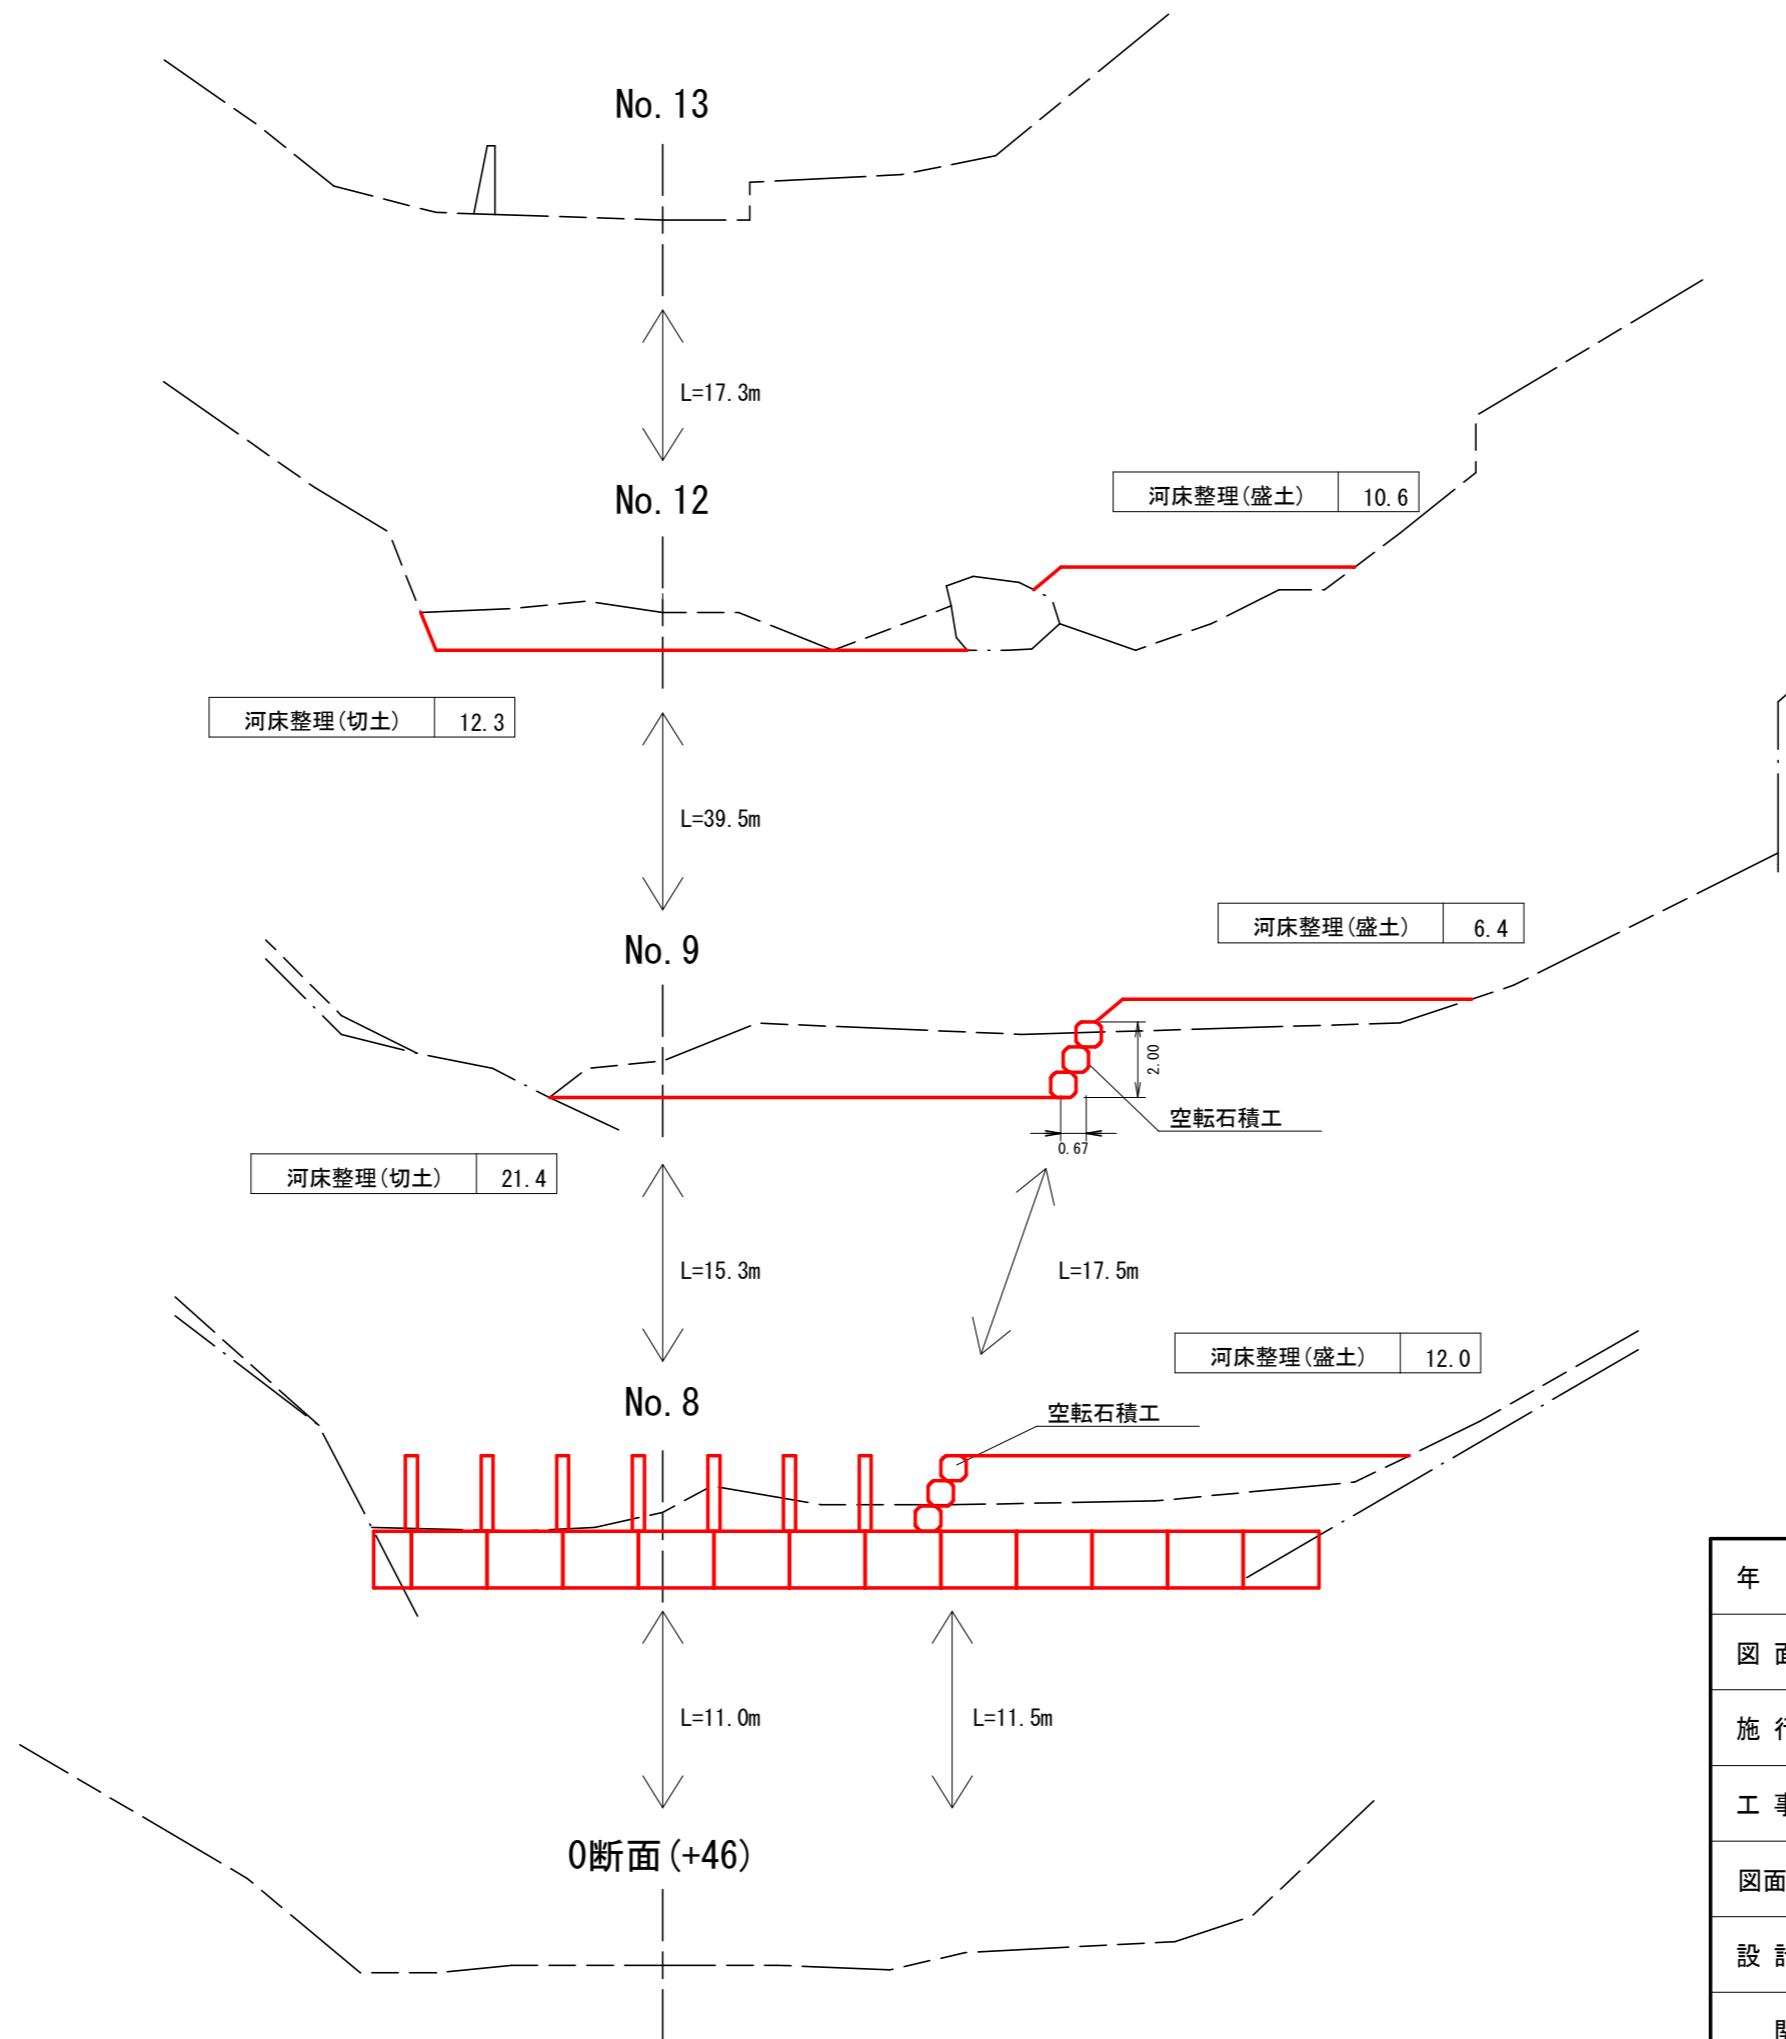 No. 13
L=17.3m
No. 12
河床整理(盛土) 10.6
河床整理(切土) 12.3
L=39.5m
No. 9
河床整理(盛土) 6.4
2.00
空転石積工
0.67
河床整理(切土) 21.4
L=15.3m
L=17.5m
河床整理(盛土) 12.0
No. 8
空転石積工
年
図 面
施 行
L=11.0m
L=11.5m
工 事
0断面(+46)
図面
設 計